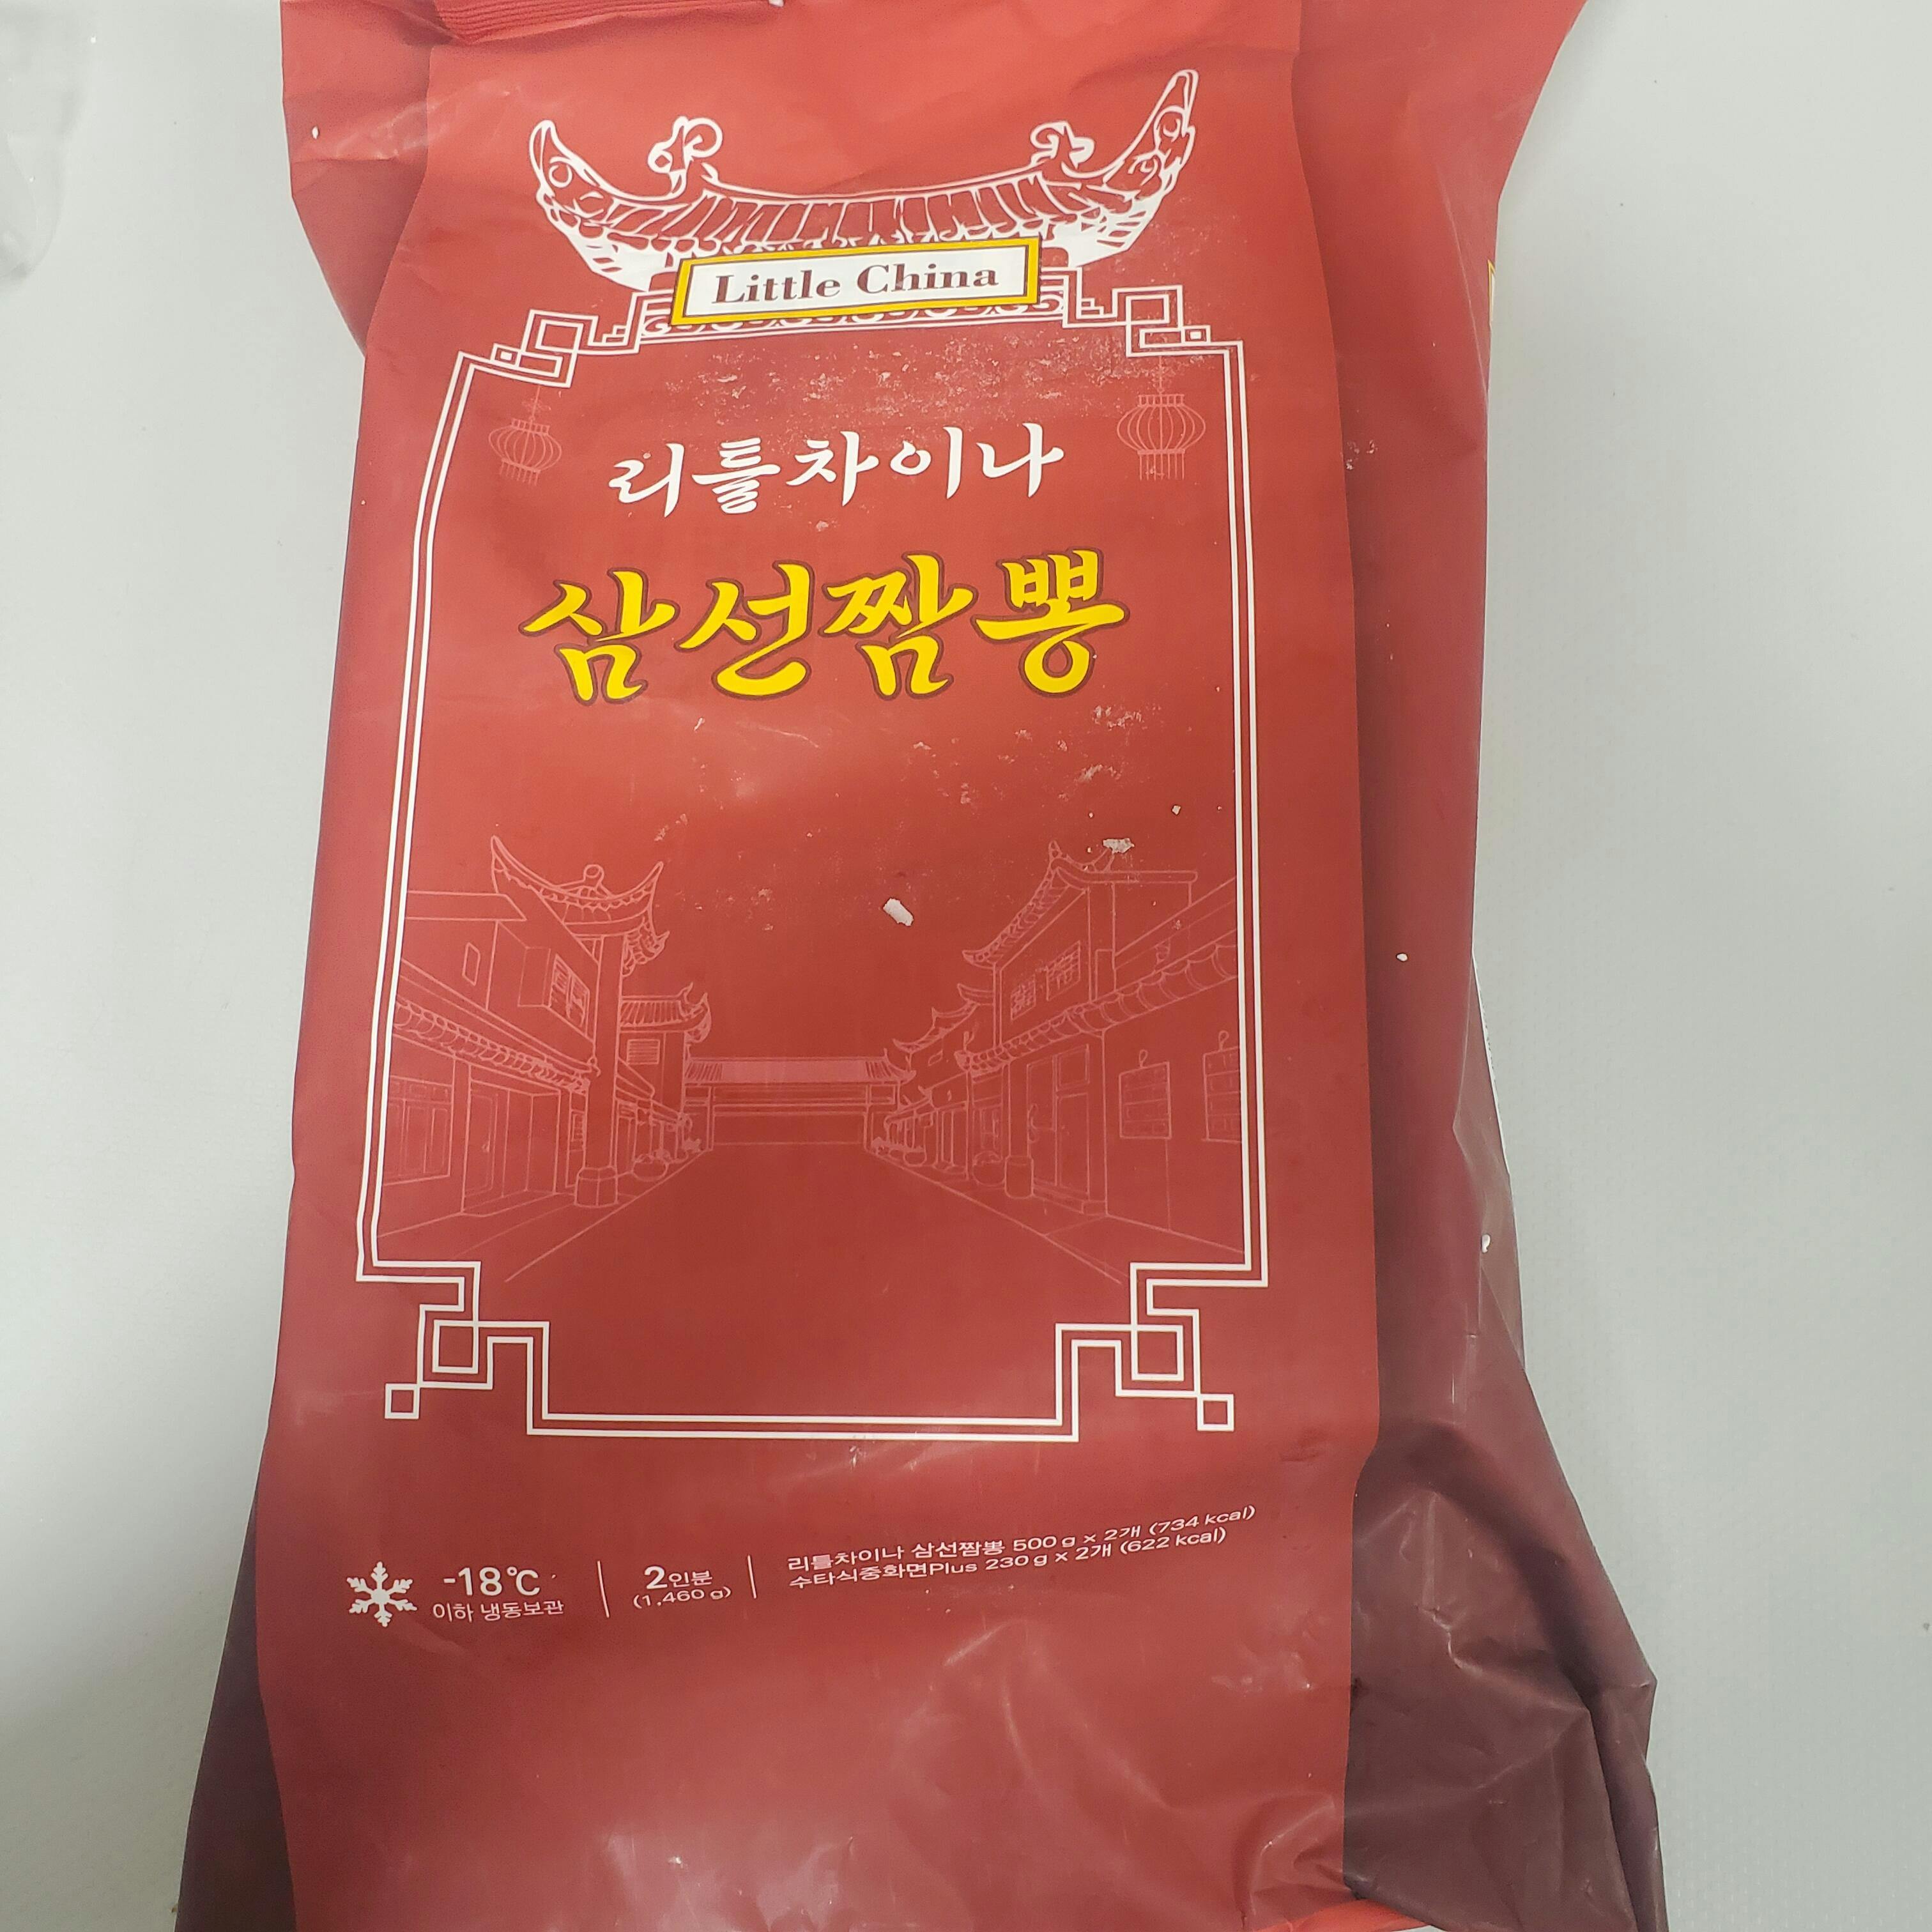 Little China
리틀차이나
삼선짬뽕
-18℃
이하 냉동보관
2인분
(1,460 g)
리틀차이나 삼선짬뽕 500 g x 2개 (734 kcal)
수타식중화면Plus 230 g x 2개 (622 kcal)